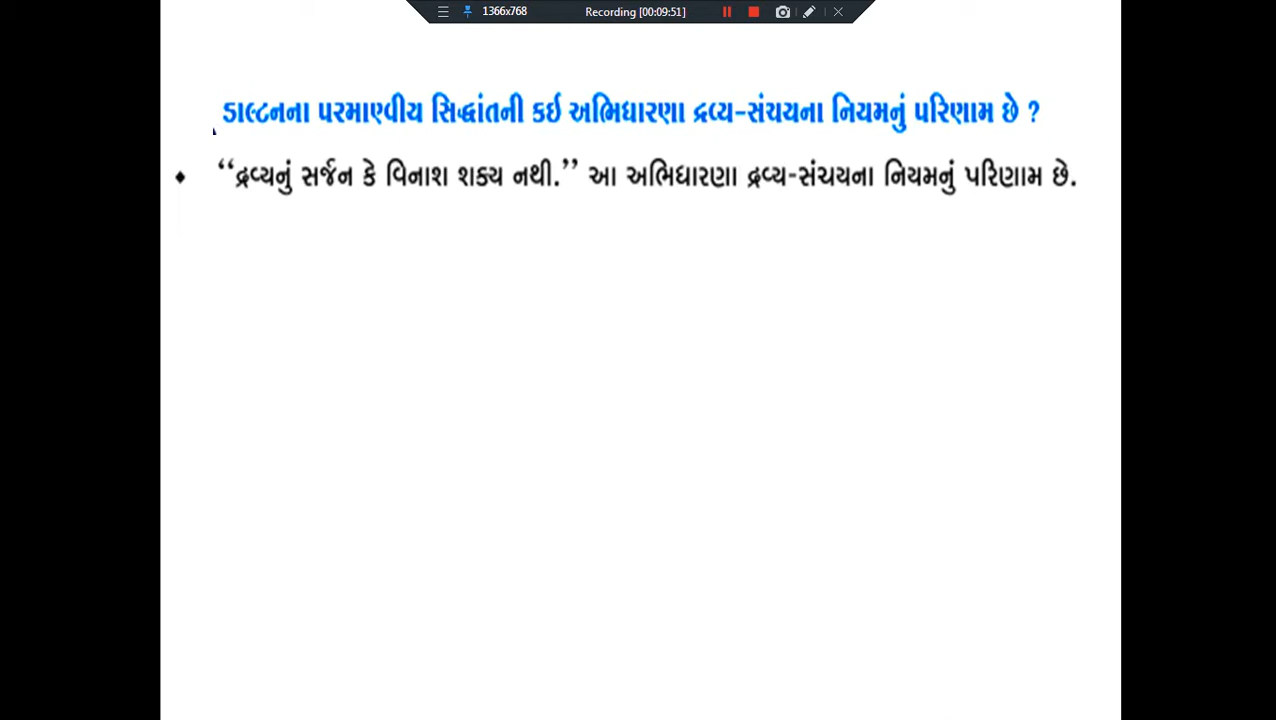 1366x768 Recording [00:09:51]
ડાલ્ટનના પરમાણ્વીય સિદ્ધાંતની કઇ અભિધારણા દ્રવ્ય-સંચયના નિયમનું પરિણામ છે ?
♦ ‘‘દ્રવ્યનું સર્જન કે વિનાશ શક્ય નથી.’’ આ અભિધારણા દ્રવ્ય-સંચયના નિયમનું પરિણામ છે.